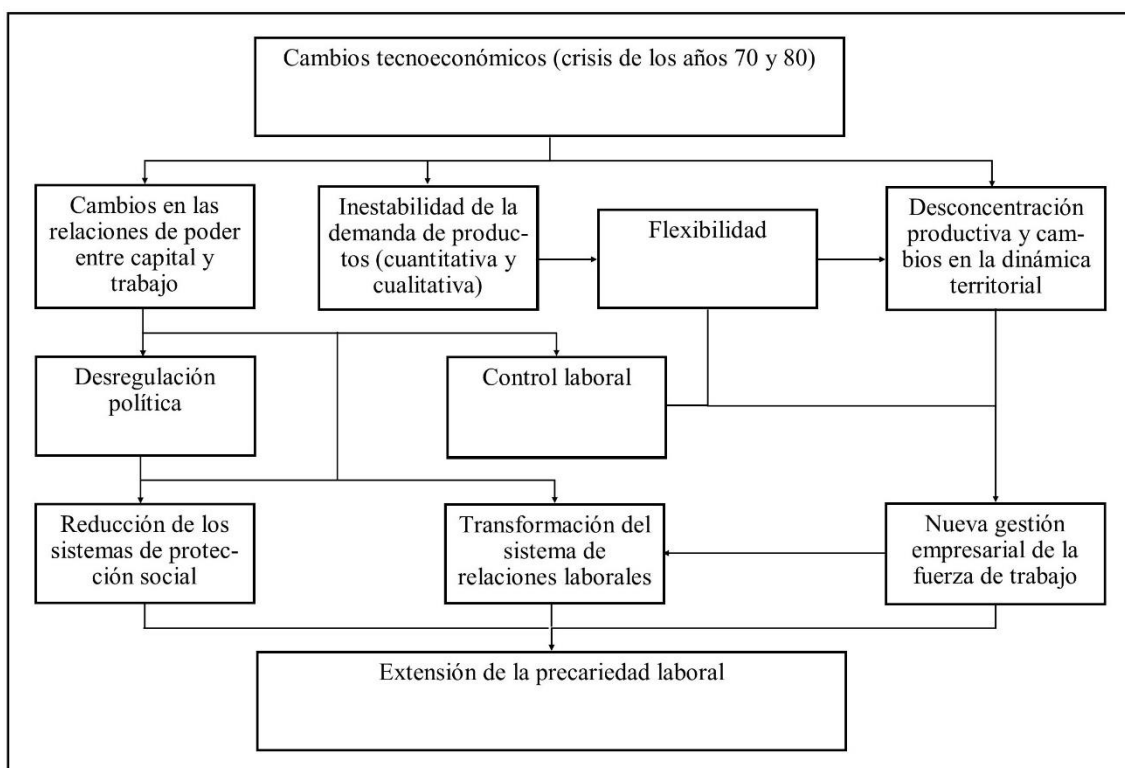 Cambios tecnoeconómicos (crisis de los años 70 y 80)
Cambios en las
relaciones de poder
entre capital y
trabajo
Inestabilidad de la
demanda de produc-
tos (cuantitativa y
cualitativa)
Flexibilidad
Desconcentración
productiva y cam-
bios en la dinámica
territorial
Desregulación
política
Control laboral
Reducción de los
sistemas de protec-
ción social
Transformación del
sistema de
relaciones laborales
Nueva gestión
empresarial de la
fuerza de trabajo
Extensión de la precariedad laboral